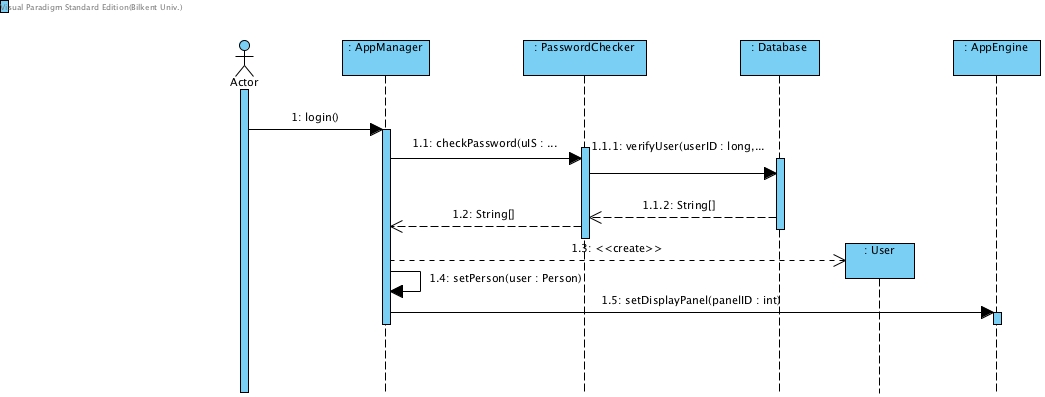 Visual Paradigm Standard Edition(Bilkent Univ.)
: AppManager
: PasswordChecker
: Database
: AppEngine
Actor
1: login()
1.1: checkPassword(uIS : ...
1.1.1: verifyUser(userID : long,...
1.2: String[]
1.1.2: String[]
1.3: <<create>>
: User
1.4: setPerson(user : Person)
1.5: setDisplayPanel(panelID : int)